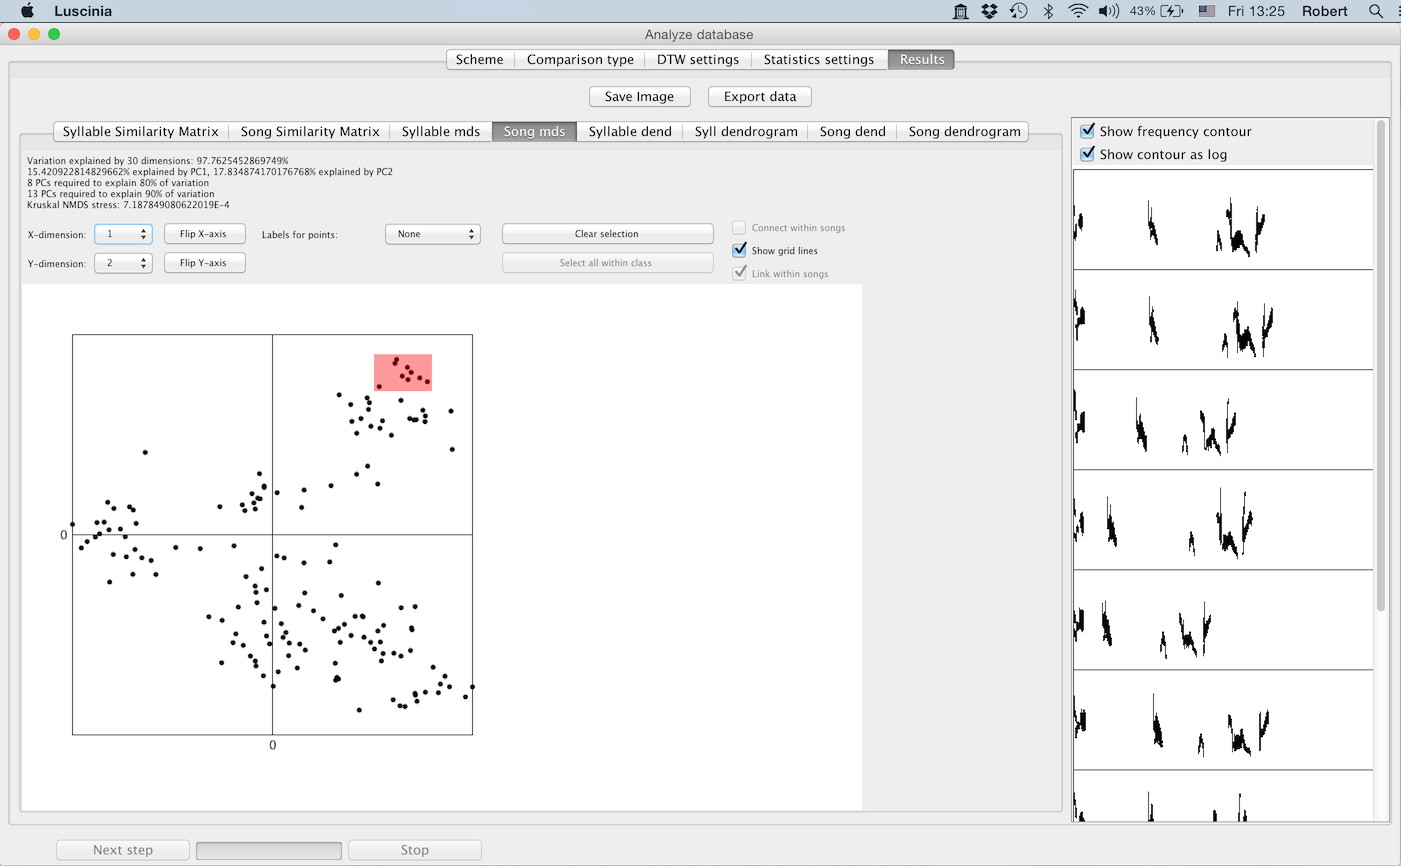 Luscinia 43% Fri 13:25 Robert
Analyze database
Scheme Comparison type DTW settings Statistics settings Results
Save Image Export data
Syllable Similarity Matrix Song Similarity Matrix Syllable mds Song mds Syllable dend Syll dendrogram Song dend Song dendrogram
Show frequency contour
Show contour as log
Variation explained by 30 dimensions: 97.7625452869749%
15.420922814829662% explained by PC1, 17.834874170176768% explained by PC2
8 PCs required to explain 80% of variation
13 PCs required to explain 90% of variation
Kruskal NMDS stress: 7.187849080622019E-4
X-dimension: 1 Flip X-axis Labels for points: None Clear selection Connect within songs
Show grid lines
Y-dimension: 2 Flip Y-axis Select all within class Link within songs
0
0
Next step Stop